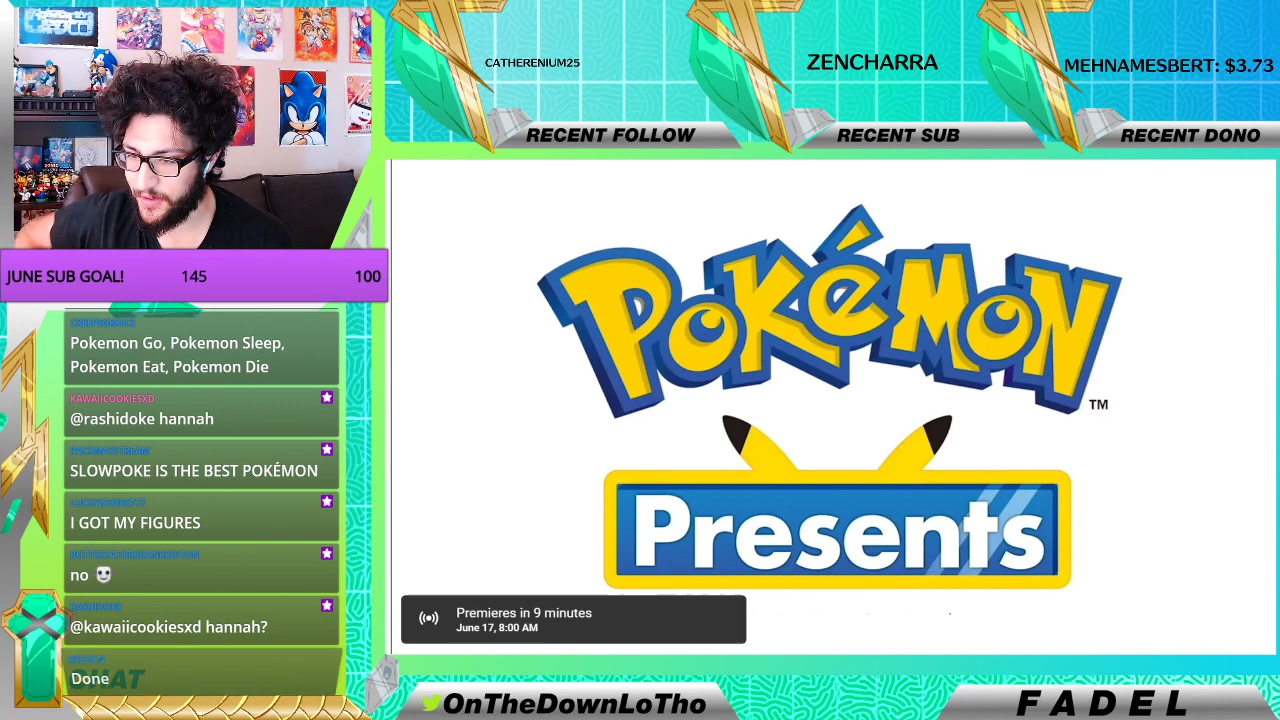 CATHERENIUM25
ZENCHARRA
MEHNAMESBERT: $3.73
RECENT FOLLOW
RECENT SUB
RECENT DONO
JUNE SUB GOAL! 145 100
Pokemon Go, Pokemon Sleep,
Pokemon Eat, Pokemon Die
KAWAIICOOKIESXD
@rashidoke hannah
SLOWPOKE IS THE BEST POKÉMON
I GOT MY FIGURES
no
RASHIDOKE
@kawaiicookiesxd hannah?
Done
CHAT
POKéMON
TM
Presents
Premieres in 9 minutes
June 17, 8:00 AM
OnTheDownLoTho
FADEL